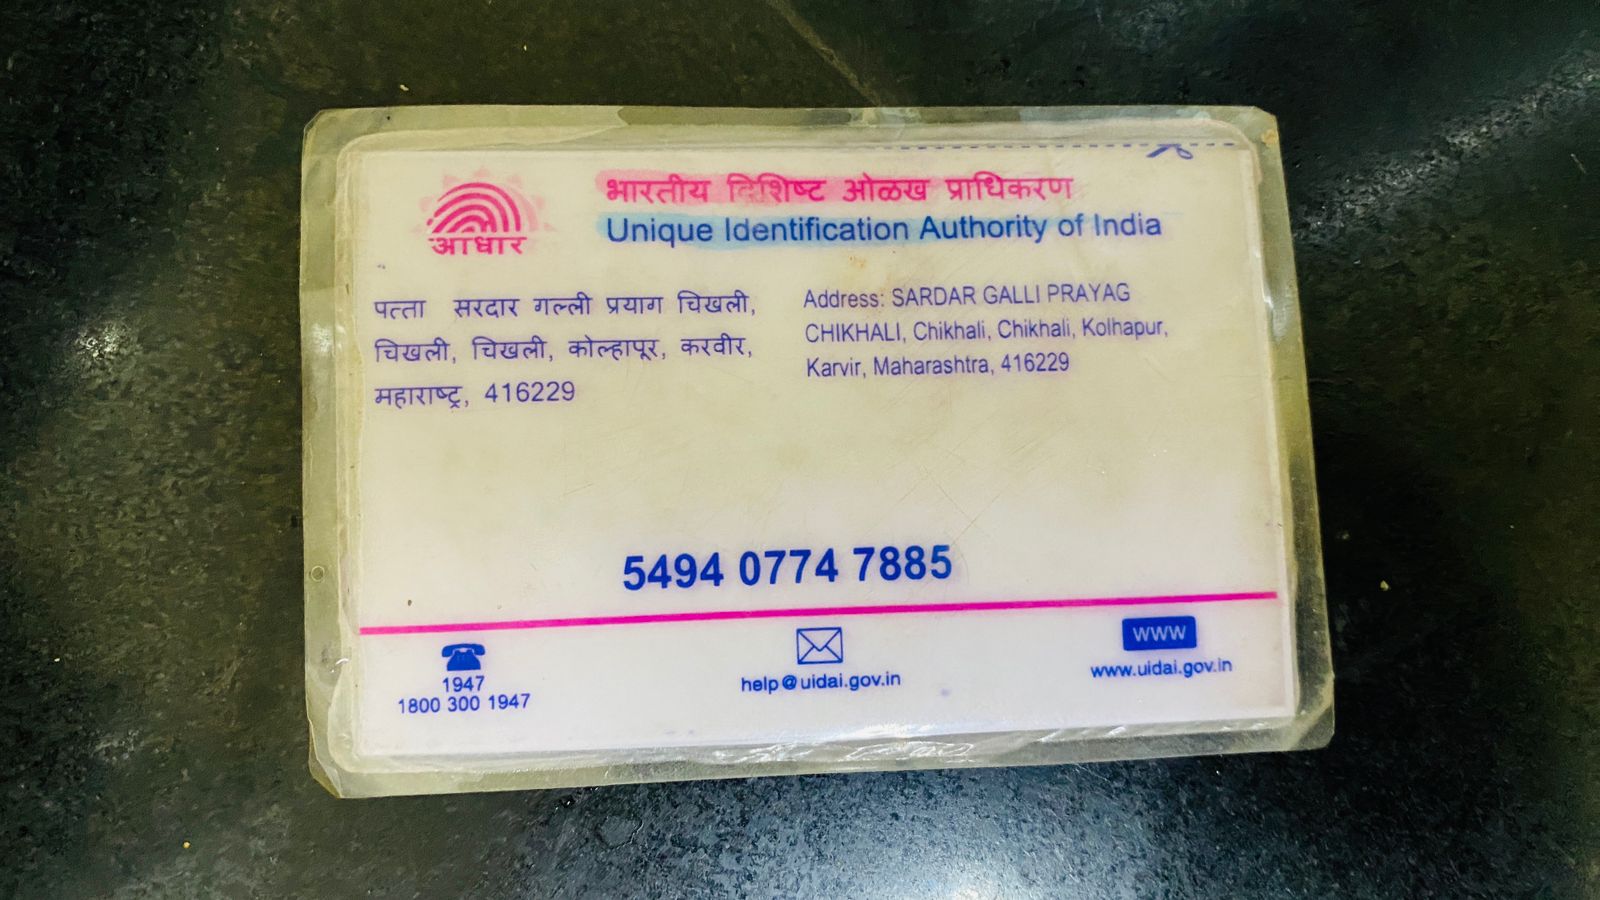 आधार
भारतीय विशिष्ट ओळख प्राधिकरण
Unique Identification Authority of India
पत्ता सरदार गल्ली प्रयाग चिखली,
चिखली, चिखली, कोल्हापूर, करवीर,
महाराष्ट्र, 416229
Address: SARDAR GALLI PRAYAG
CHIKHALI, Chikhali, Chikhali, Kolhapur,
Karvir, Maharashtra, 416229
5494 0774 7885
1947
1800 300 1947
help@uidai.gov.in
www
www.uidai.gov.in